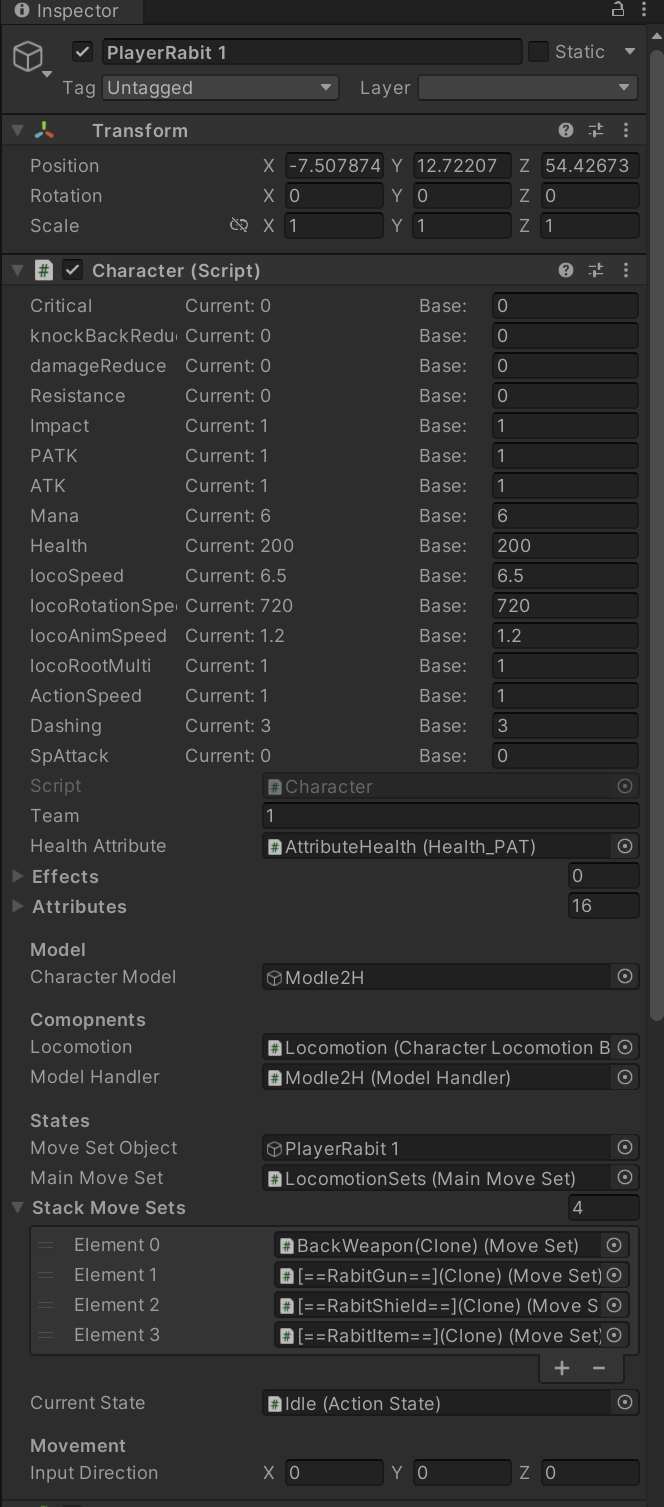 Inspector
PlayerRabit 1 Static
Tag Untagged Layer
Transform
Position X -7.507874 Y 12.72207 Z 54.42673
Rotation X 0 Y 0 Z 0
Scale X 1 Y 1 Z 1
# Character (Script)
Critical Current: 0 Base: 0
knockBackRedu Current: 0 Base: 0
damageReduce Current: 0 Base: 0
Resistance Current: 0 Base: 0
Impact Current: 1 Base: 1
PATK Current: 1 Base: 1
ATK Current: 1 Base: 1
Mana Current: 6 Base: 6
Health Current: 200 Base: 200
locoSpeed Current: 6.5 Base: 6.5
locoRotationSpe Current: 720 Base: 720
locoAnimSpeed Current: 1.2 Base: 1.2
locoRootMulti Current: 1 Base: 1
ActionSpeed Current: 1 Base: 1
Dashing Current: 3 Base: 3
SpAttack Current: 0 Base: 0
Script # Character
Team 1
Health Attribute # AttributeHealth (Health_PAT)
Effects 0
Attributes 16
Model
Character Model Modle2H
Comopnents
Locomotion # Locomotion (Character Locomotion B
Model Handler # Modle2H (Model Handler)
States
Move Set Object PlayerRabit 1
Main Move Set # LocomotionSets (Main Move Set)
Stack Move Sets 4
Element 0 # BackWeapon(Clone) (Move Set)
Element 1 # [==RabitGun==](Clone) (Move Set)
Element 2 # [==RabitShield==](Clone) (Move S
Element 3 # [==RabitItem==](Clone) (Move Set)
+ −
Current State # Idle (Action State)
Movement
Input Direction X 0 Y 0 Z 0